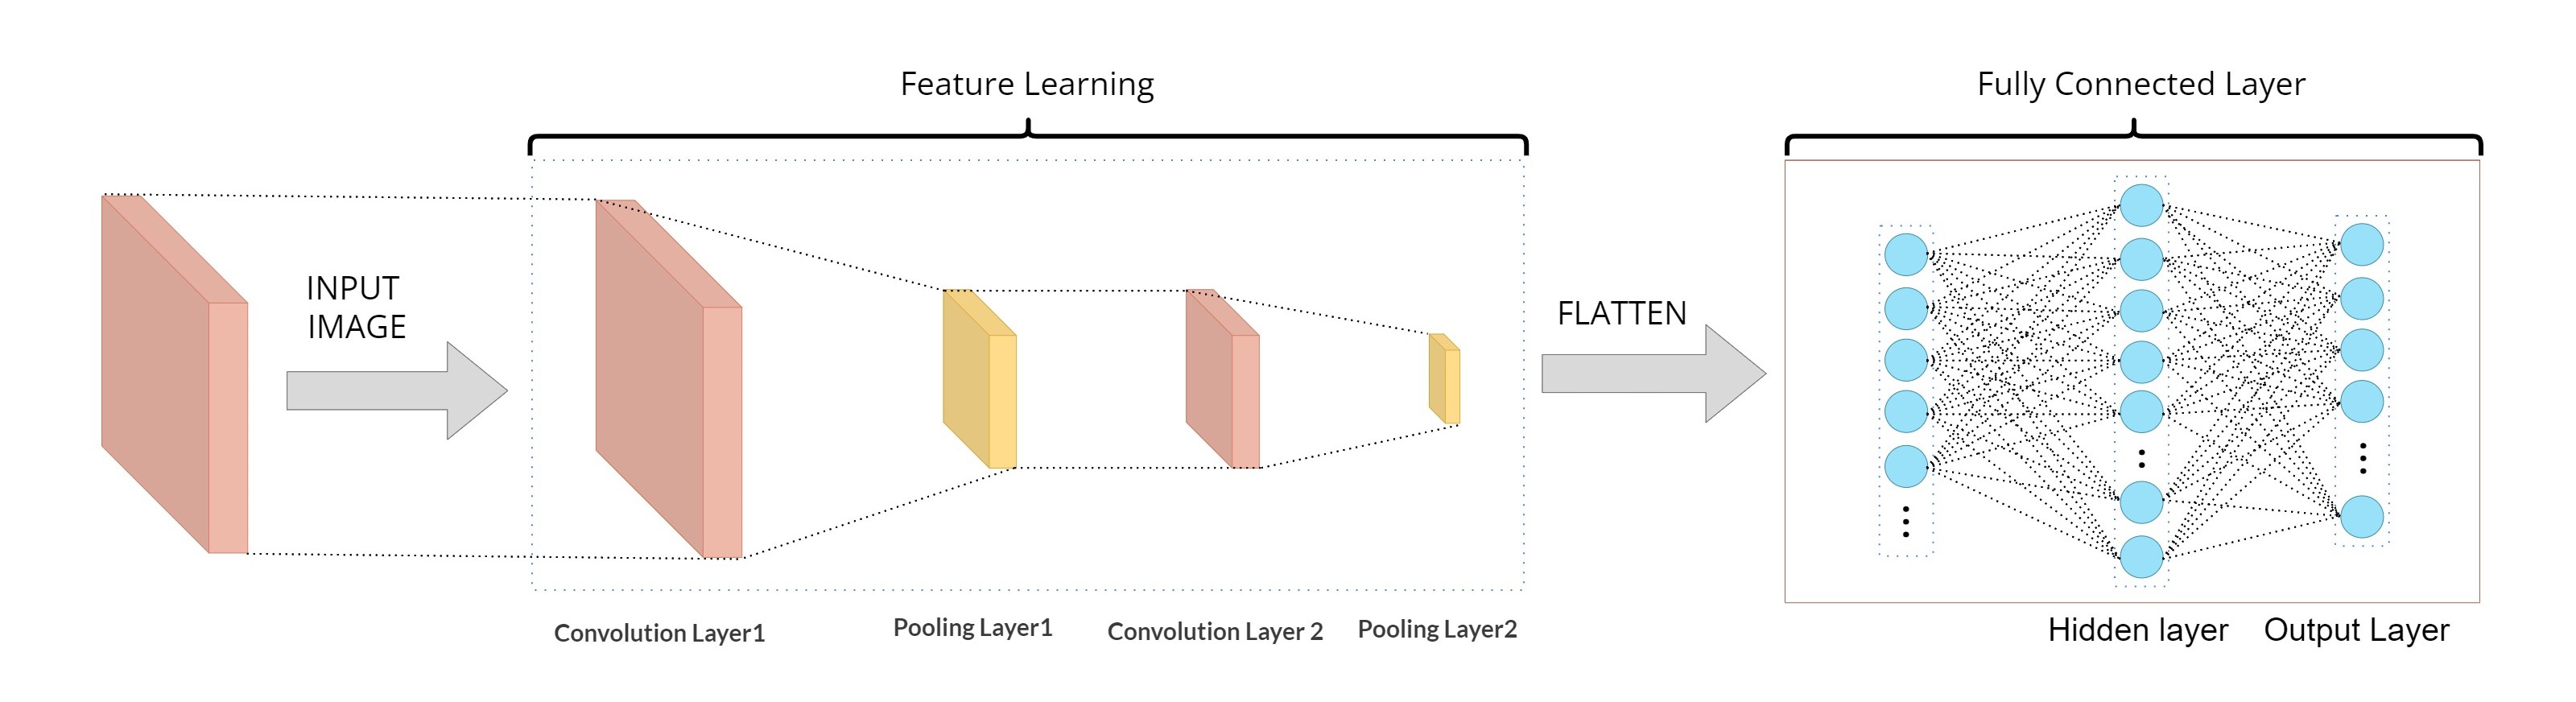 Feature Learning
Fully Connected Layer
INPUT
IMAGE
FLATTEN
Convolution Layer1
Pooling Layer1
Convolution Layer 2
Pooling Layer2
Hidden layer
Output Layer